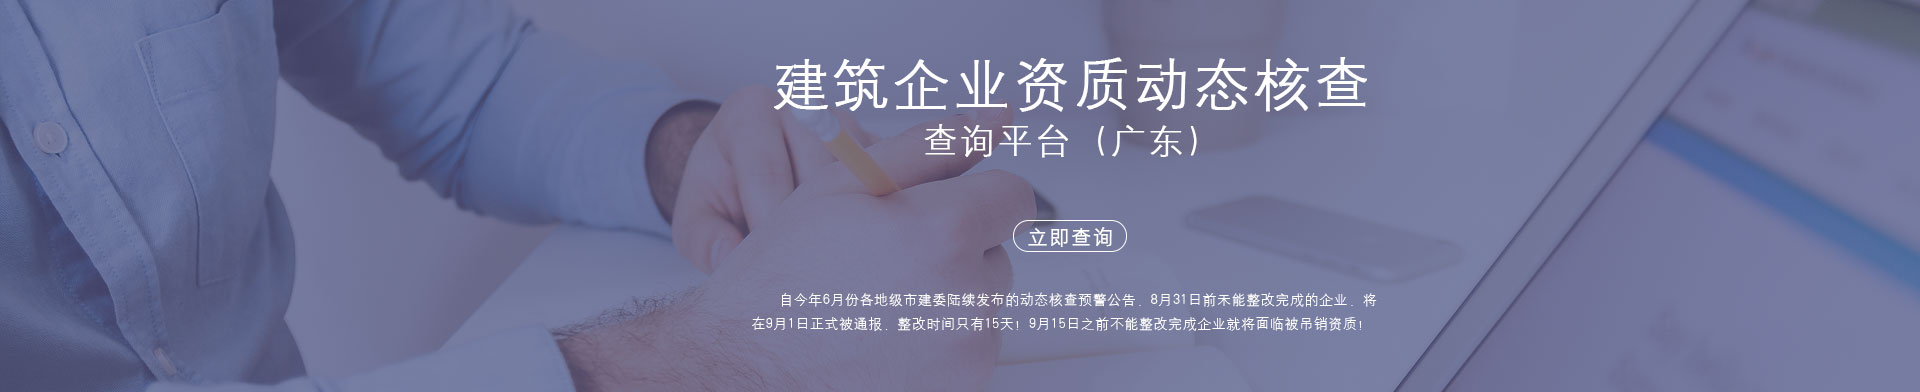 建筑企业资质动态核查
查询平台（广东）
立即查询
自今年6月份各地级市建委陆续发布的动态核查预警公告，8月31日前未能整改完成的企业，将
在9月1日正式被通报，整改时间只有15天！9月15日之前不能整改完成企业就将面临被吊销资质！